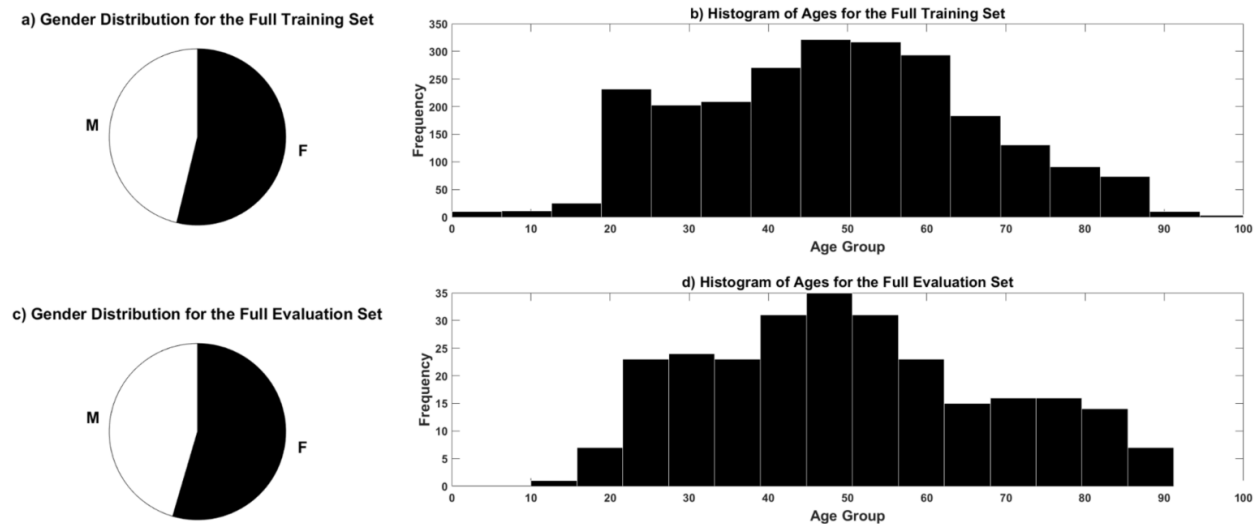 a) Gender Distribution for the Full Training Set
M
F
b) Histogram of Ages for the Full Training Set
Frequency
350
300
250
200
150
100
50
0
0 10 20 30 40 50 60 70 80 90 100
Age Group
c) Gender Distribution for the Full Evaluation Set
M
F
d) Histogram of Ages for the Full Evaluation Set
Frequency
35
30
25
20
15
10
5
0
0 10 20 30 40 50 60 70 80 90 100
Age Group